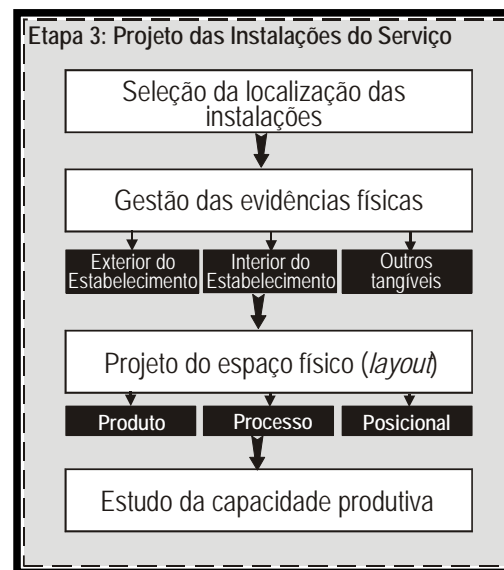 Etapa 3: Projeto das Instalações do Serviço
Seleção da localização das
instalações
Gestão das evidências físicas
Exterior do
Estabelecimento
Interior do
Estabelecimento
Outros
tangíveis
Projeto do espaço físico (layout)
Produto
Processo
Posicional
Estudo da capacidade produtiva